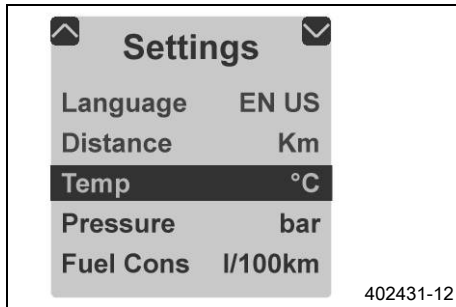 Settings
Language EN US
Distance Km
Temp °C
Pressure bar
Fuel Cons l/100km
402431-12